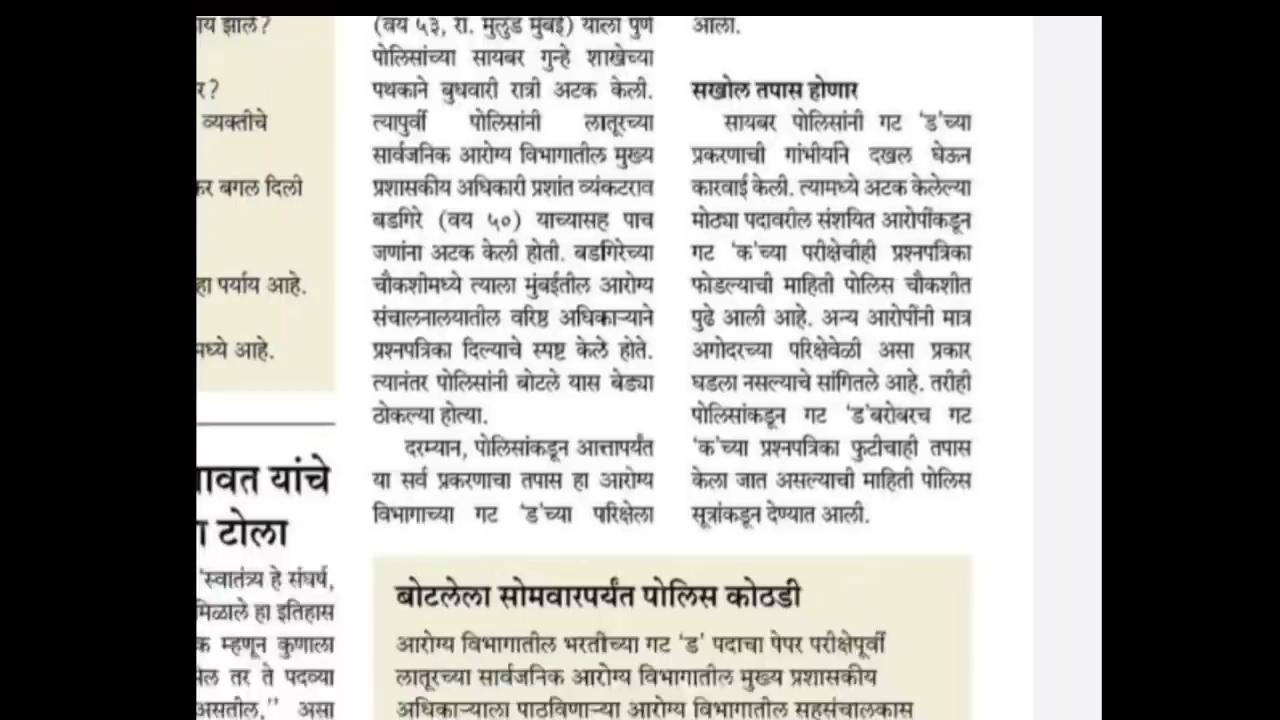 ाय झाले?
र?
व्यक्तीचे
कर बगल दिली
हा पर्याय आहे.
मध्ये आहे.
ावत यांचे
ा टोला
'स्वातंत्र्य हे संघर्ष,
मिळाले हा इतिहास
क म्हणून कुणाला
ेल तर ते पदव्या
असतील,'' असा
(वय ५३, रा. मुलुंड मुंबई) याला पुणे
पोलिसांच्या सायबर गुन्हे शाखेच्या
पथकाने बुधवारी रात्री अटक केली.
त्यापुर्वी पोलिसांनी लातूरच्या
सार्वजनिक आरोग्य विभागातील मुख्य
प्रशासकीय अधिकारी प्रशांत व्यंकटराव
बडगिरे (वय ५०) याच्यासह पाच
जणांना अटक केली होती. बडगिरेच्या
चौकशीमध्ये त्याला मुंबईतील आरोग्य
संचालनालयातील वरिष्ठ अधिकाऱ्याने
प्रश्नपत्रिका दिल्याचे स्पष्ट केले होते.
त्यानंतर पोलिसांनी बोटले यास बेड्या
ठोकल्या होत्या.
दरम्यान, पोलिसांकडून आत्तापर्यंत
या सर्व प्रकरणाचा तपास हा आरोग्य
विभागाच्या गट 'ड'च्या परिक्षेला
आला.
सखोल तपास होणार
सायबर पोलिसांनी गट 'ड'च्या
प्रकरणाची गांभीर्याने दखल घेऊन
कारवाई केली. त्यामध्ये अटक केलेल्या
मोठ्या पदावरील संशयित आरोपींकडून
गट 'क'च्या परीक्षेचीही प्रश्नपत्रिका
फोडल्याची माहिती पोलिस चौकशीत
पुढे आली आहे. अन्य आरोपींनी मात्र
अगोदरच्या परिक्षेवेळी असा प्रकार
घडला नसल्याचे सांगितले आहे. तरीही
पोलिसांकडून गट 'ड'बरोबरच गट
'क'च्या प्रश्नपत्रिका फुटीचाही तपास
केला जात असल्याची माहिती पोलिस
सूत्रांकडून देण्यात आली.
बोटलेला सोमवारपर्यंत पोलिस कोठडी
आरोग्य विभागातील भरतीच्या गट 'ड' पदाचा पेपर परीक्षेपूर्वी
लातूरच्या सार्वजनिक आरोग्य विभागातील मुख्य प्रशासकीय
अधिकाऱ्याला पाठविणाऱ्या आरोग्य विभागातील सहसंचालकास